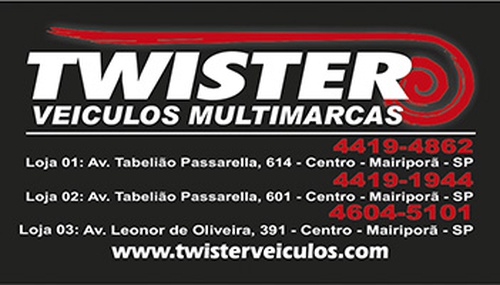 TWISTER
VEICULOS MULTIMARCAS
4419-4862
Loja 01: Av. Tabelião Passarella, 614 - Centro - Mairiporã - SP
4419-1944
Loja 02: Av. Tabelião Passarella, 601 - Centro - Mairiporã - SP
4604-5101
Loja 03: Av. Leonor de Oliveira, 391 - Centro - Mairiporã - SP
www.twisterveiculos.com